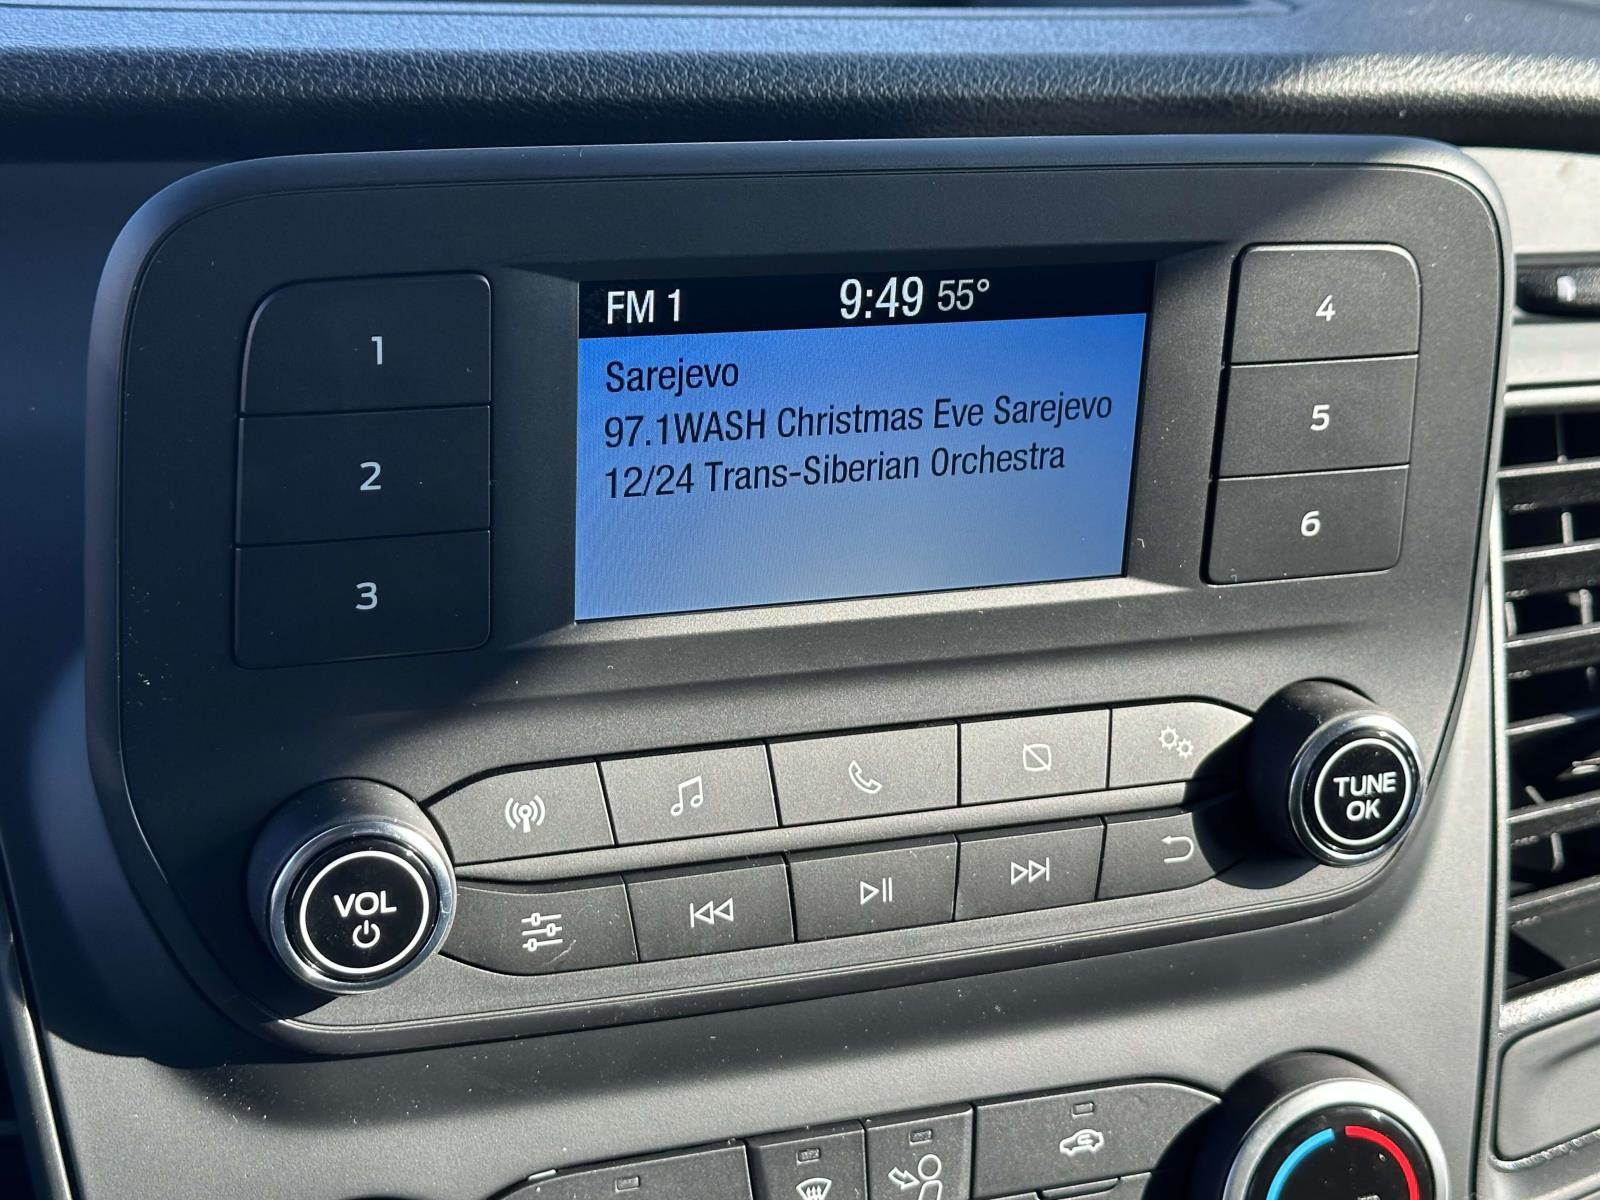 FM 1 9:49 55°
Sarejevo
97.1WASH Christmas Eve Sarejevo
12/24 Trans-Siberian Orchestra
1
2
3
4
5
6
VOL
TUNE
OK